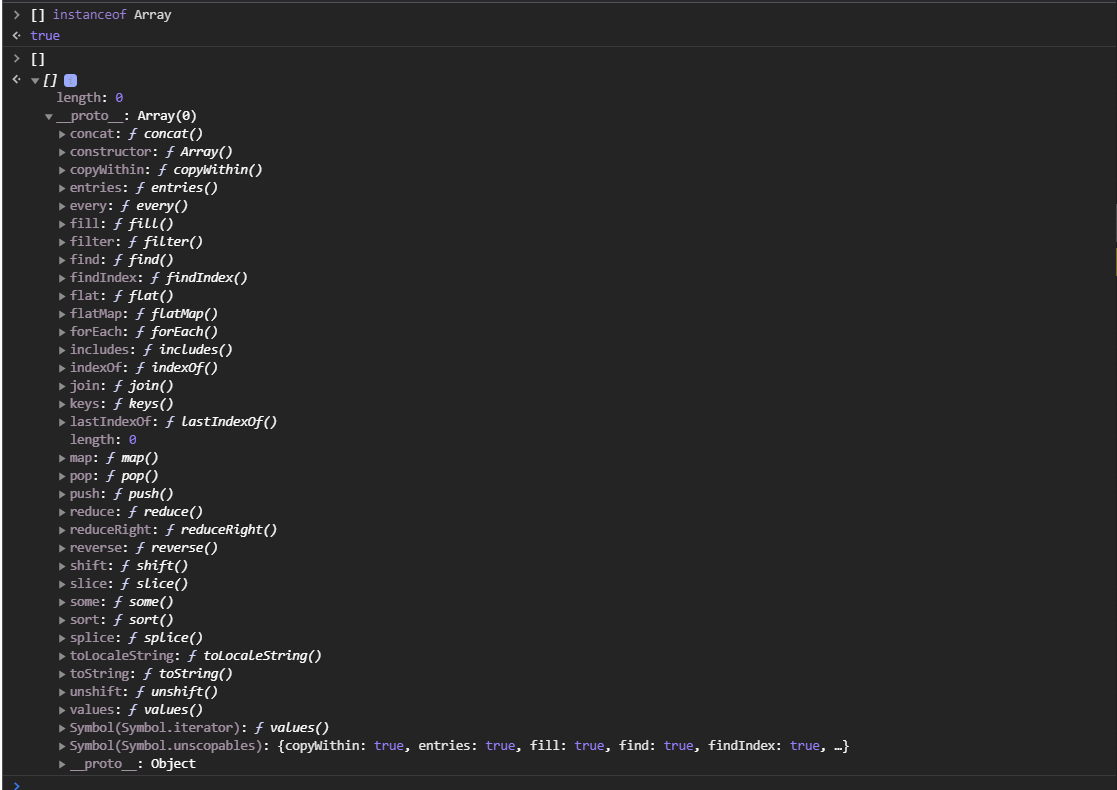 > [] instanceof Array
<· true
> []
<· ▼[] i
length: 0
▼__proto__: Array(0)
▶concat: ƒ concat()
▶constructor: ƒ Array()
▶copyWithin: ƒ copyWithin()
▶entries: ƒ entries()
▶every: ƒ every()
▶fill: ƒ fill()
▶filter: ƒ filter()
▶find: ƒ find()
▶findIndex: ƒ findIndex()
▶flat: ƒ flat()
▶flatMap: ƒ flatMap()
▶forEach: ƒ forEach()
▶includes: ƒ includes()
▶indexOf: ƒ indexOf()
▶join: ƒ join()
▶keys: ƒ keys()
▶lastIndexOf: ƒ lastIndexOf()
length: 0
▶map: ƒ map()
▶pop: ƒ pop()
▶push: ƒ push()
▶reduce: ƒ reduce()
▶reduceRight: ƒ reduceRight()
▶reverse: ƒ reverse()
▶shift: ƒ shift()
▶slice: ƒ slice()
▶some: ƒ some()
▶sort: ƒ sort()
▶splice: ƒ splice()
▶toLocaleString: ƒ toLocaleString()
▶toString: ƒ toString()
▶unshift: ƒ unshift()
▶values: ƒ values()
▶Symbol(Symbol.iterator): ƒ values()
▶Symbol(Symbol.unscopables): {copyWithin: true, entries: true, fill: true, find: true, findIndex: true, …}
▶__proto__: Object
>